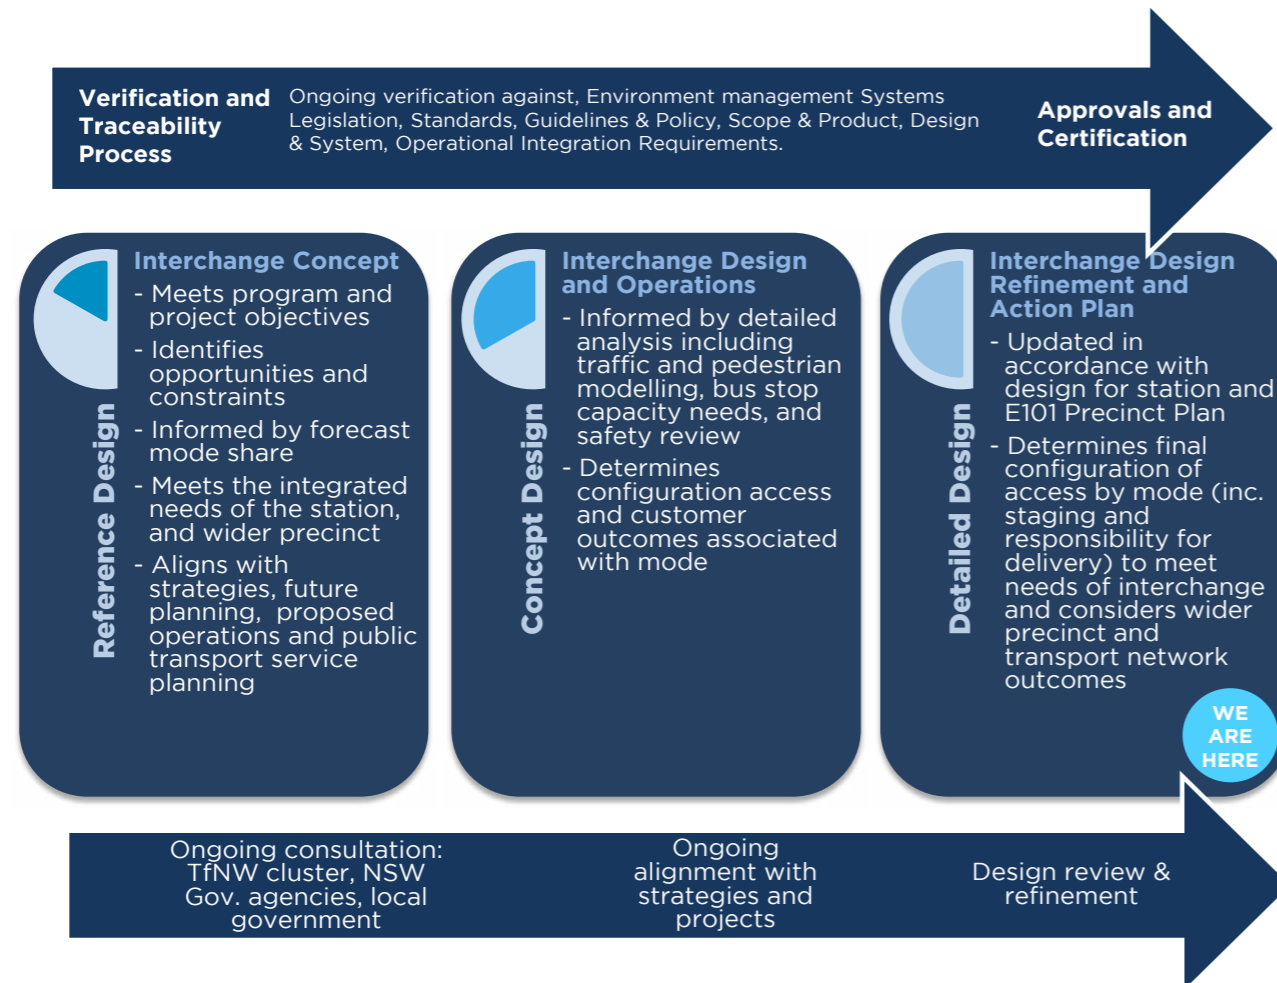 Verification and
Traceability
Process
Ongoing verification against, Environment management Systems
Legislation, Standards, Guidelines & Policy, Scope & Product, Design
& System, Operational Integration Requirements.
Approvals and
Certification
Reference Design
Interchange Concept
- Meets program and
project objectives
- Identifies
opportunities and
constraints
- Informed by forecast
mode share
- Meets the integrated
needs of the station,
and wider precinct
- Aligns with
strategies, future
planning, proposed
operations and public
transport service
planning
Concept Design
Interchange Design
and Operations
- Informed by detailed
analysis including
traffic and pedestrian
modelling, bus stop
capacity needs, and
safety review
- Determines
configuration access
and customer
outcomes associated
with mode
Detailed Design
Interchange Design
Refinement and
Action Plan
- Updated in
accordance with
design for station and
E101 Precinct Plan
- Determines final
configuration of
access by mode (inc.
staging and
responsibility for
delivery) to meet
needs of interchange
and considers wider
precinct and
transport network
outcomes
WE
ARE
HERE
Ongoing consultation:
TfNW cluster, NSW
Gov. agencies, local
government
Ongoing
alignment with
strategies and
projects
Design review &
refinement